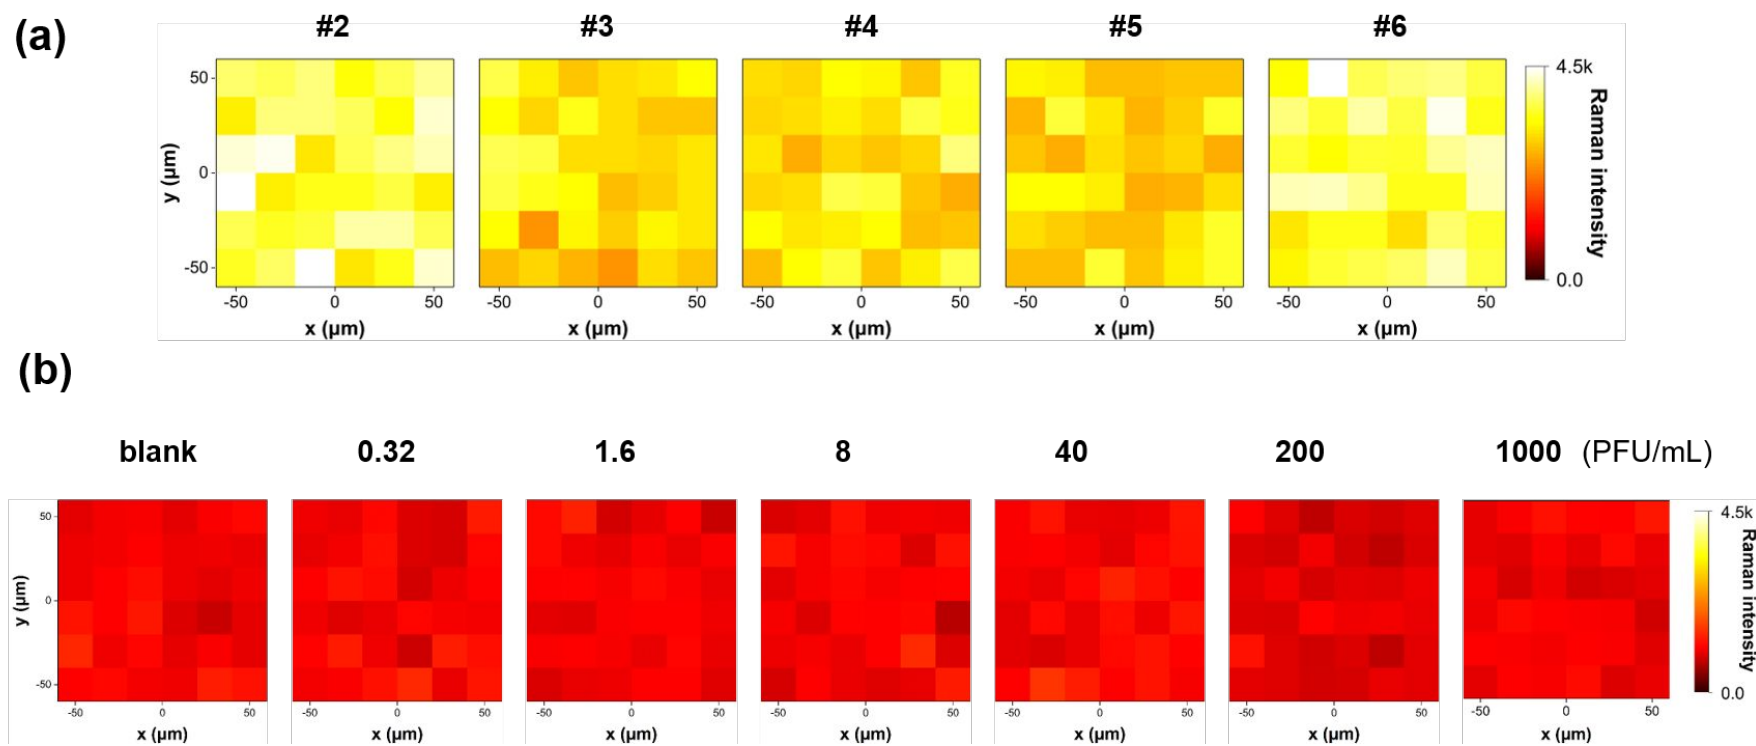 (a)
#2 #3 #4 #5 #6
50 0 -50
y (µm)
-50 0 50 -50 0 50 -50 0 50 -50 0 50 -50 0 50
x (µm) x (µm) x (µm) x (µm) x (µm)
4.5k
Raman intensity
0.0
(b)
blank 0.32 1.6 8 40 200 1000 (PFU/mL)
50 0 -50
y (µm)
-50 0 50 -50 0 50 -50 0 50 -50 0 50 -50 0 50 -50 0 50 -50 0 50
x (µm) x (µm) x (µm) x (µm) x (µm) x (µm) x (µm)
4.5k
Raman intensity
0.0